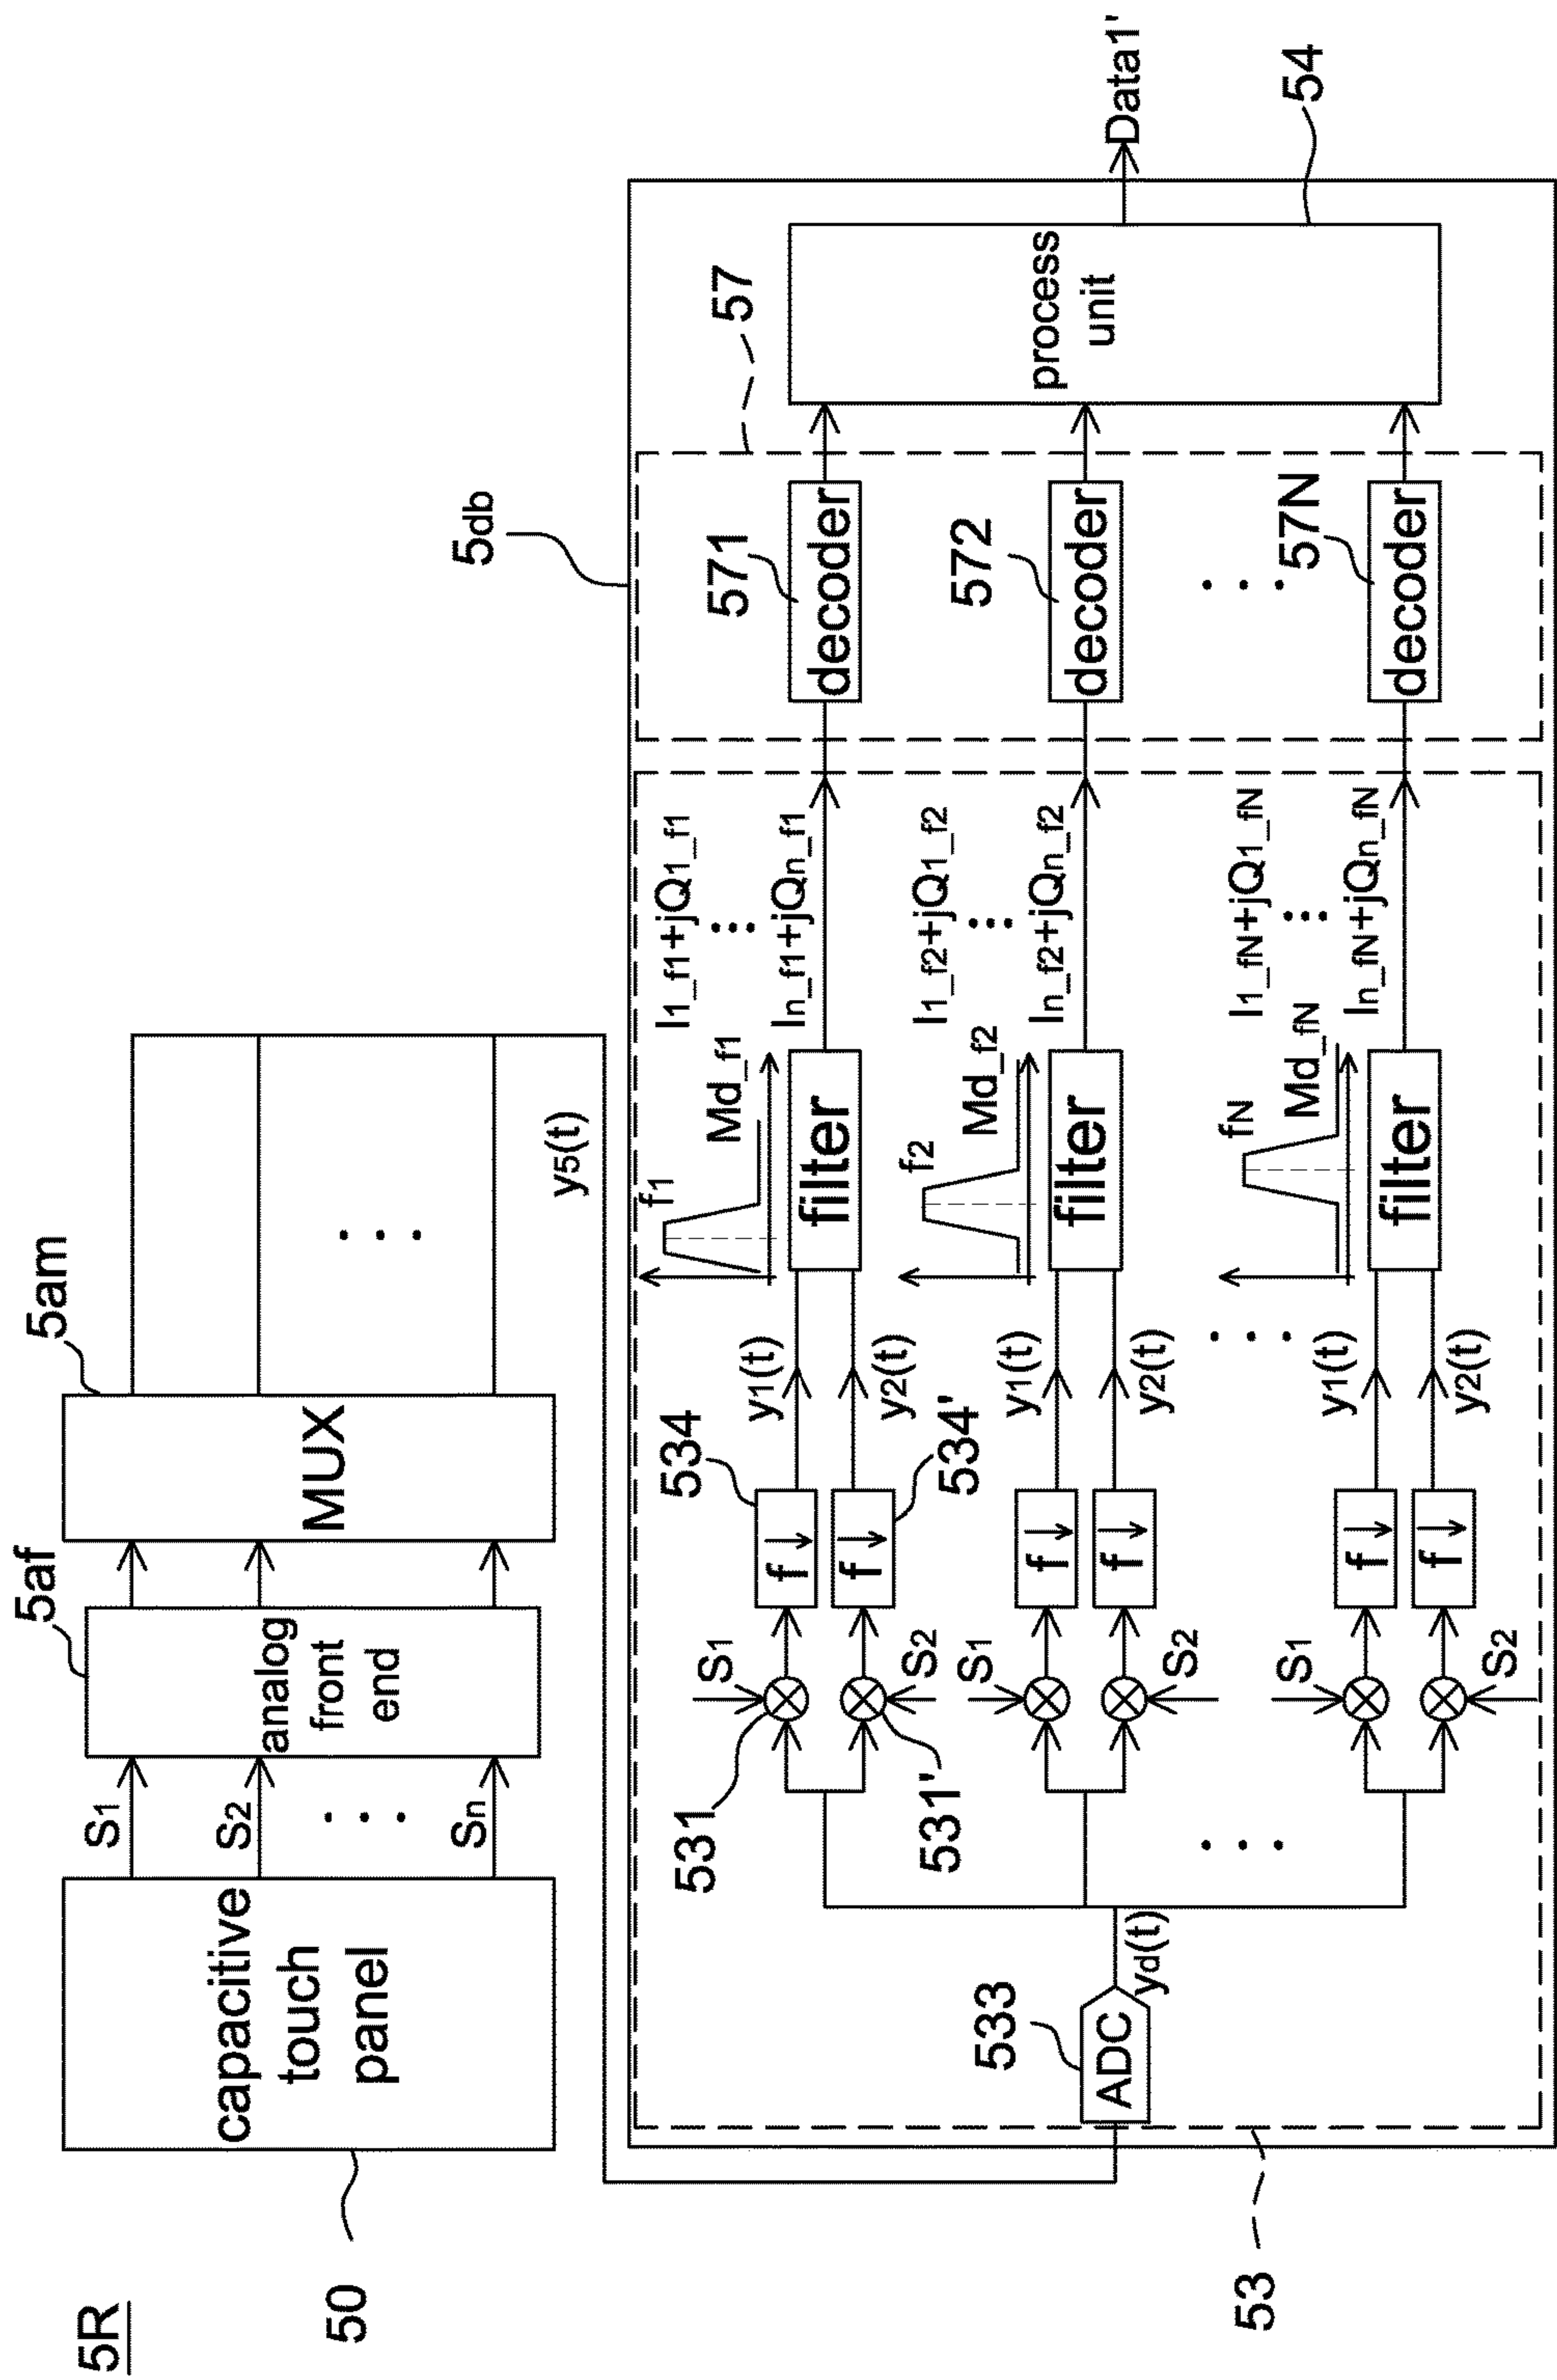 5R
50
capacitive
touch
panel
S1
S2
Sn
5af
analog
front
end
5am
MUX
y5(t)
5db
53
533
ADC
yd(t)
531
531'
S1
S2
534
534'
f↓
f↓
y1(t)
y2(t)
f1
Md_f1
filter
I1_f1+jQ1_f1
In_f1+jQn_f1
57
571
decoder
S1
S2
f↓
f↓
y1(t)
y2(t)
f2
Md_f2
filter
I1_f2+jQ1_f2
In_f2+jQn_f2
572
decoder
S1
S2
f↓
f↓
y1(t)
y2(t)
fN
Md_fN
filter
I1_fN+jQ1_fN
In_fN+jQn_fN
57N
decoder
process
unit
54
Data1'